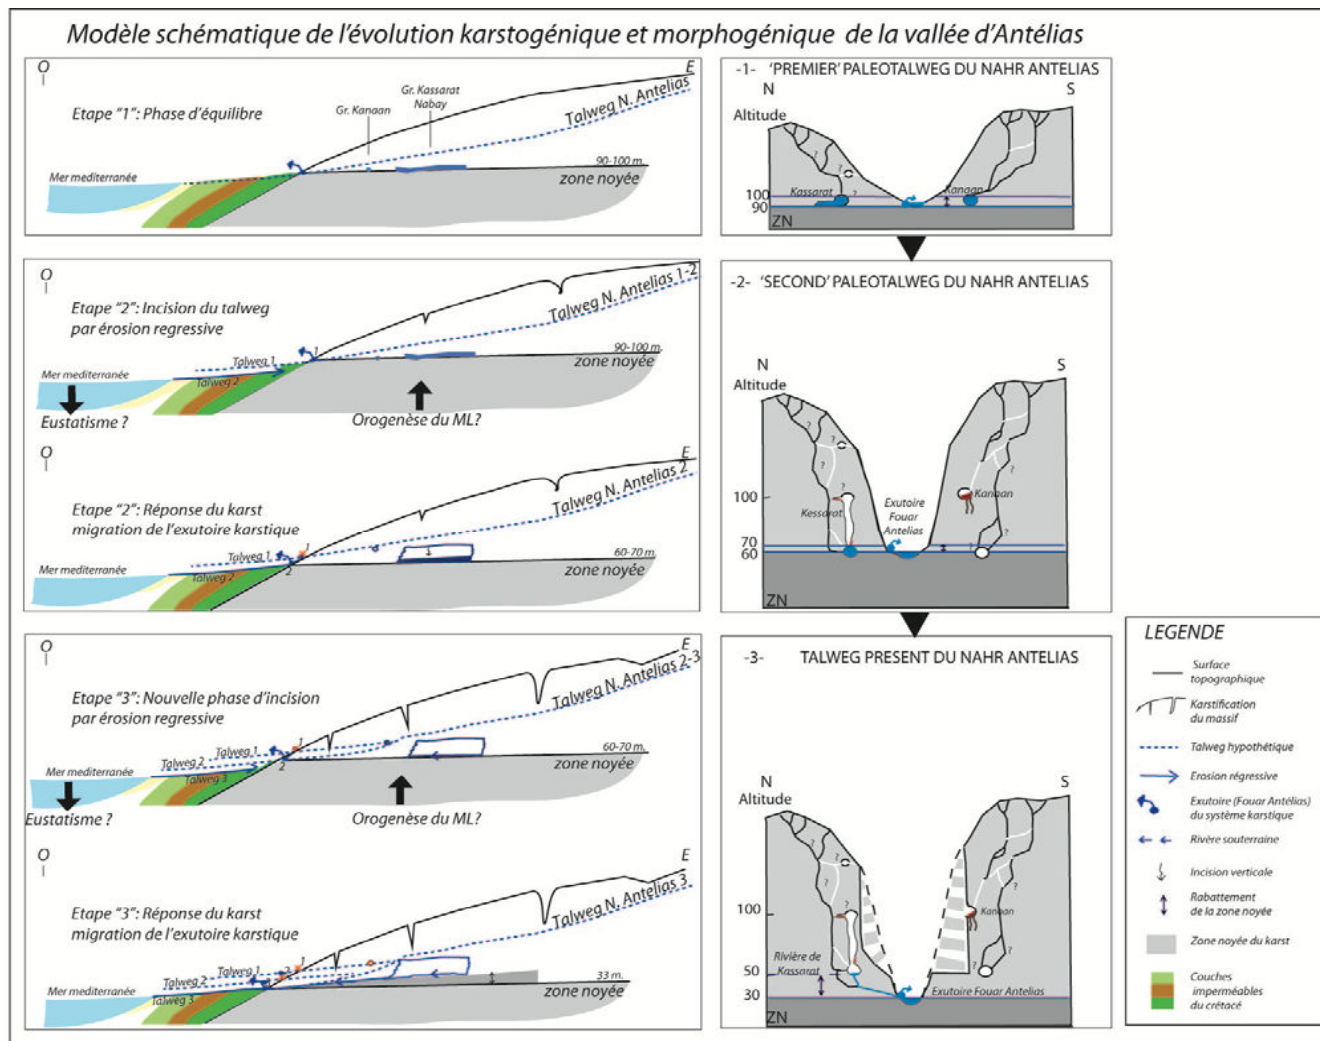 Modèle schématique de l'évolution karstogénique et morphogénique de la vallée d'Antélias
O
E
Etape "1": Phase d'équilibre
Gr. Kanaan
Gr. Kassarat
Nabay
Talweg N. Antelias
Mer mediterranée
90-100 m.
zone noyée
O
E
Etape "2": Incision du talweg
par érosion regressive
Talweg N. Antelias 1-2
Talweg 1
1
Mer mediterranée
Talweg 2
90-100 m.
zone noyée
Eustatisme ?
Orogenèse du ML?
O
E
Etape "2": Réponse du karst
migration de l'exutoire karstique
Talweg N. Antelias 2
Talweg 1
1
Mer mediterranée
Talweg 2
2
60-70 m.
zone noyée
O
E
Etape "3": Nouvelle phase d'incision
par érosion regressive
Talweg N. Antelias 2-3
Talweg 1
1
Talweg 2
2
Mer mediterranée
Talweg 3
60-70 m.
zone noyée
Eustatisme ?
Orogenèse du ML?
O
E
Etape "3": Réponse du karst
migration de l'exutoire karstique
Talweg N. Antelias 3
Talweg 1
1
Talweg 2
2
Mer mediterranée
Talweg 3
33 m.
zone noyée
-1- 'PREMIER' PALEOTALWEG DU NAHR ANTELIAS
N
S
Altitude
?
?
?
?
Kassarat
Kanaan
?
100
90
ZN
-2- 'SECOND' PALEOTALWEG DU NAHR ANTELIAS
N
S
Altitude
?
?
?
?
?
?
100
Kessarat
Exutoire
Fouar
Antelias
Kanaan
?
70
60
ZN
-3- TALWEG PRESENT DU NAHR ANTELIAS
N
S
Altitude
?
?
?
?
?
100
Kanaan
?
Rivière de
Kassarat
50
30
Exutoire Fouar Antelias
ZN
LEGENDE
Surface
topographique
Karstification
du massif
Talweg hypothétique
Erosion régressive
Exutoire (Fouar Antélias)
du système karstique
Rivière souterraine
Incision verticale
Rabattement
de la zone noyée
Zone noyée du karst
Couches
imperméables
du crétacé